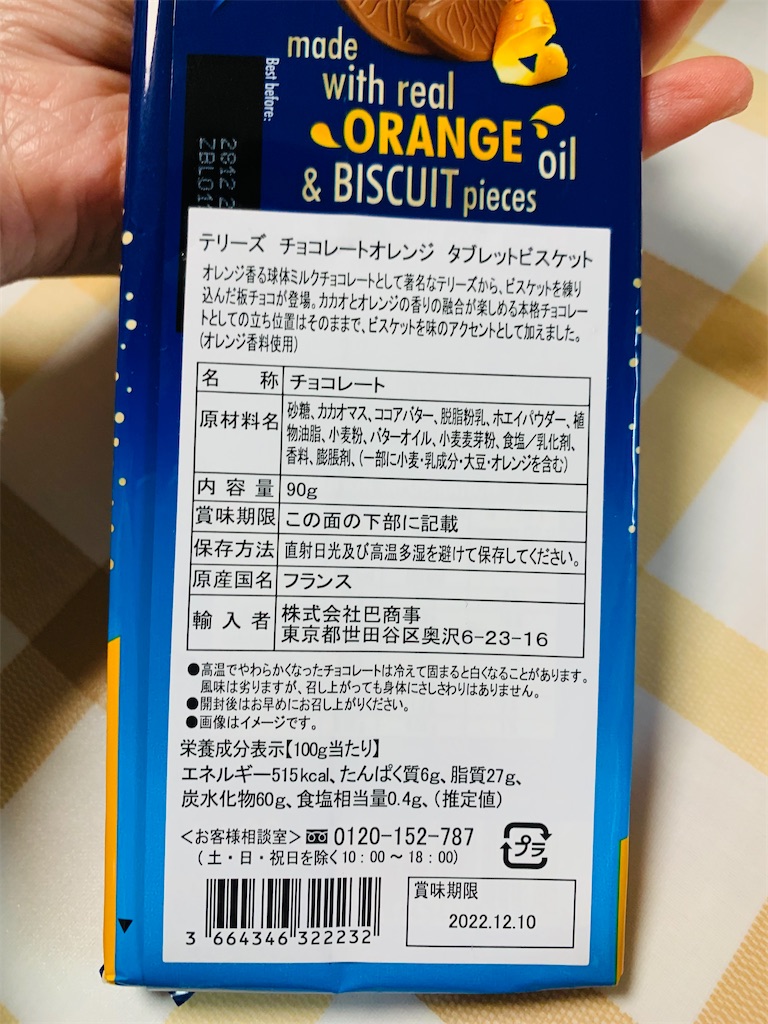 made
with real
ORANGE oil
& BISCUIT pieces
Best before:
テリーズ チョコレートオレンジ タブレットビスケット
オレンジ香る球体ミルクチョコレートとして著名なテリーズから、ビスケットを練り
込んだ板チョコが登場。カカオとオレンジの香りの融合が楽しめる本格チョコレー
トとしての立ち位置はそのままで、ビスケットを味のアクセントとして加えました。
(オレンジ香料使用)
名 称 チョコレート
原材料名 砂糖、カカオマス、ココアバター、脱脂粉乳、ホエイパウダー、植
物油脂、小麦粉、バターオイル、小麦麦芽粉、食塩/乳化剤、
香料、膨脹剤、(一部に小麦・乳成分・大豆・オレンジを含む)
内容量 90g
賞味期限 この面の下部に記載
保存方法 直射日光及び高温多湿を避けて保存してください。
原産国名 フランス
輸入者 株式会社巴商事
東京都世田谷区奥沢6-23-16
●高温でやわらかくなったチョコレートは冷えて固まると白くなることがあります。
風味は劣りますが、召し上がっても身体にさしさわりはありません。
●開封後はお早めにお召し上がりください。
●画像はイメージです。
栄養成分表示【100g当たり】
エネルギー515kcal、たんぱく質6g、脂質27g、
炭水化物60g、食塩相当量0.4g、(推定値)
<お客様相談室> 0120-152-787
(土・日・祝日を除く10:00~18:00)
プラ
3 664346 322232
賞味期限
2022.12.10